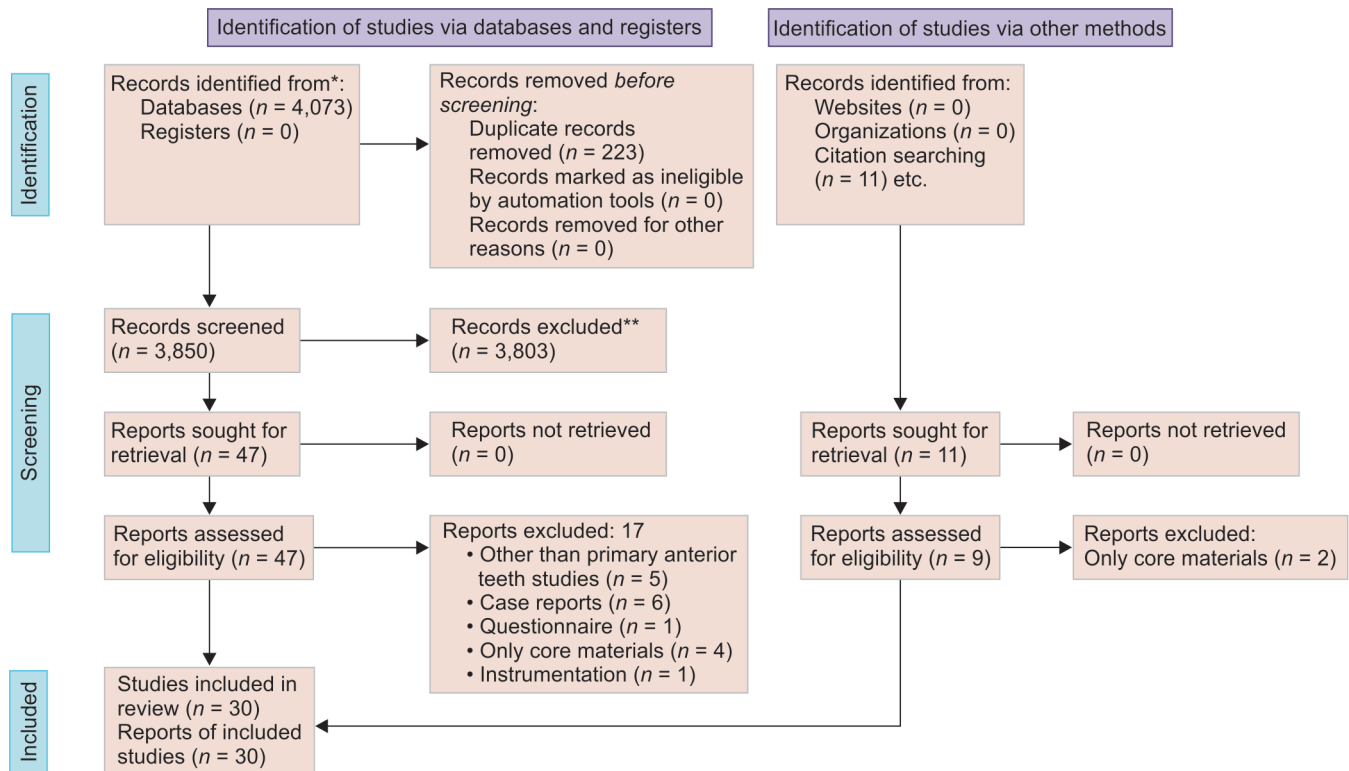 Identification of studies via databases and registers
Identification of studies via other methods
Identification
Records identified from*:
Databases (n = 4,073)
Registers (n = 0)
Records removed before
screening:
Duplicate records
removed (n = 223)
Records marked as ineligible
by automation tools (n = 0)
Records removed for other
reasons (n = 0)
Records identified from:
Websites (n = 0)
Organizations (n = 0)
Citation searching
(n = 11) etc.
Screening
Records screened
(n = 3,850)
Records excluded**
(n = 3,803)
Reports sought for
retrieval (n = 47)
Reports not retrieved
(n = 0)
Reports sought for
retrieval (n = 11)
Reports not retrieved
(n = 0)
Reports assessed
for eligibility (n = 47)
Reports excluded: 17
• Other than primary anterior
teeth studies (n = 5)
• Case reports (n = 6)
• Questionnaire (n = 1)
• Only core materials (n = 4)
• Instrumentation (n = 1)
Reports assessed
for eligibility (n = 9)
Reports excluded:
Only core materials (n = 2)
Included
Studies included in
review (n = 30)
Reports of included
studies (n = 30)